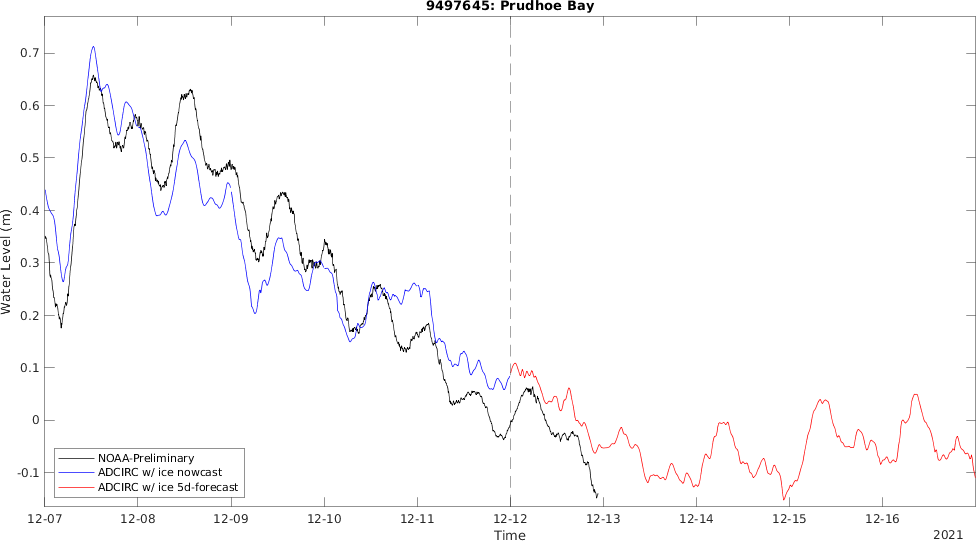 9497645: Prudhoe Bay
Water Level (m)
0.7
0.6
0.5
0.4
0.3
0.2
0.1
0
-0.1
NOAA-Preliminary
ADCIRC w/ ice nowcast
ADCIRC w/ ice 5d-forecast
12-07 12-08 12-09 12-10 12-11 12-12 12-13 12-14 12-15 12-16
Time
2021